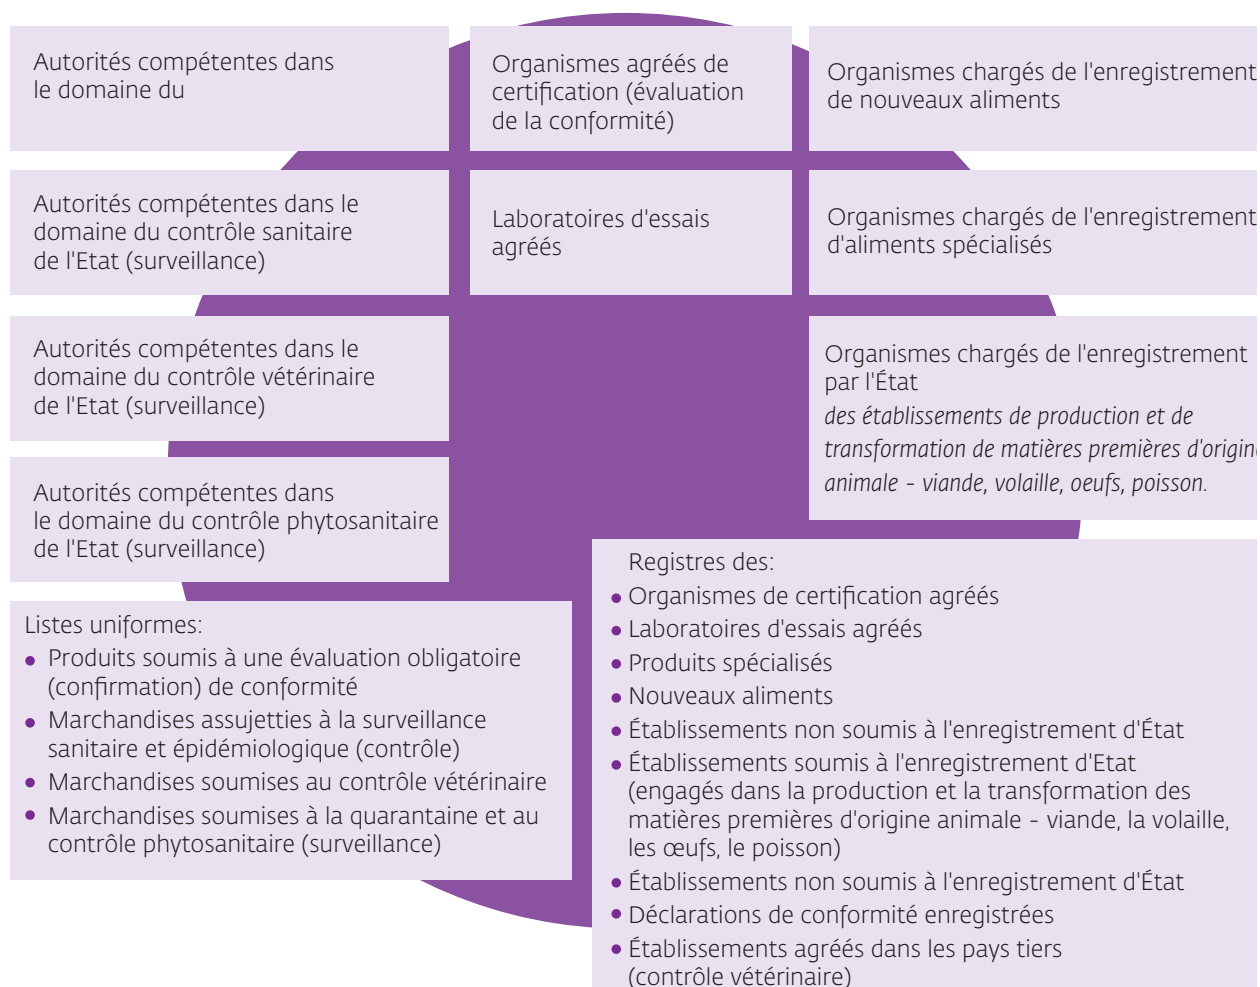 Autorités compétentes dans
le domaine du
Organismes agréés de
certification (évaluation
de la conformité)
Organismes chargés de l'enregistrement
de nouveaux aliments
Autorités compétentes dans le
domaine du contrôle sanitaire
de l'Etat (surveillance)
Laboratoires d'essais
agréés
Organismes chargés de l'enregistrement
d'aliments spécialisés
Autorités compétentes dans le
domaine du contrôle vétérinaire
de l'Etat (surveillance)
Organismes chargés de l'enregistrement
par l'État
des établissements de production et de
transformation de matières premières d'origine
animale - viande, volaille, oeufs, poisson.
Autorités compétentes dans
le domaine du contrôle phytosanitaire
de l'Etat (surveillance)
Listes uniformes:
• Produits soumis à une évaluation obligatoire
(confirmation) de conformité
• Marchandises assujetties à la surveillance
sanitaire et épidémiologique (contrôle)
• Marchandises soumises au contrôle vétérinaire
• Marchandises soumises à la quarantaine et au
contrôle phytosanitaire (surveillance)
Registres des:
• Organismes de certification agréés
• Laboratoires d'essais agréés
• Produits spécialisés
• Nouveaux aliments
• Établissements non soumis à l'enregistrement d'État
• Établissements soumis à l'enregistrement d'Etat
(engagés dans la production et la transformation des
matières premières d'origine animale - viande, la volaille,
les œufs, le poisson)
• Établissements non soumis à l'enregistrement d'État
• Déclarations de conformité enregistrées
• Établissements agréés dans les pays tiers
(contrôle vétérinaire)